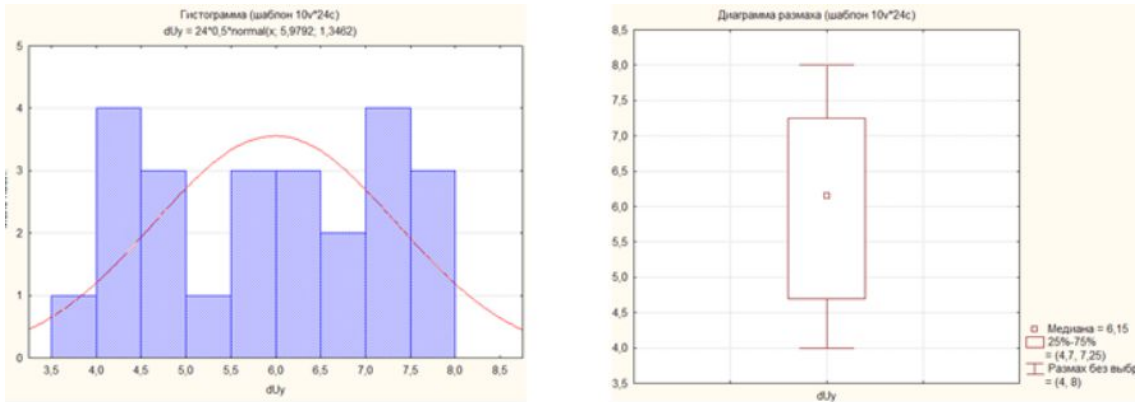 Гистограмма (шаблон 10v*24c)
dUy = 24*0,5*normal(x; 5,9792; 1,3462)
5
4
3
2
1
0
3,5 4,0 4,5 5,0 5,5 6,0 6,5 7,0 7,5 8,0 8,5
dUy
Диаграмма размаха (шаблон 10v*24c)
8,5
8,0
7,5
7,0
6,5
6,0
5,5
5,0
4,5
4,0
3,5
dUy
Медиана = 6,15
25%-75%
= (4,7, 7,25)
Размах без выбр
= (4, 8)